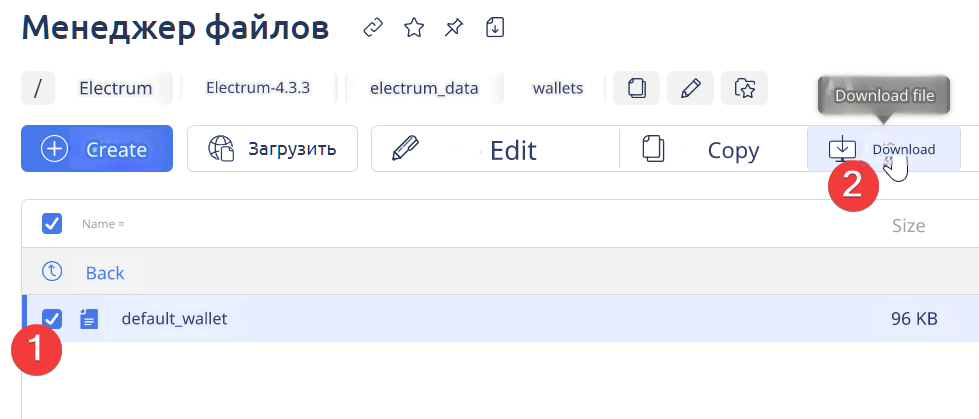 Менеджер файлов
/ Electrum Electrum-4.3.3 electrum_data wallets
Download file
Create Загрузить Edit Copy Download
2
Name = Size
Back
default_wallet 96 KB
1